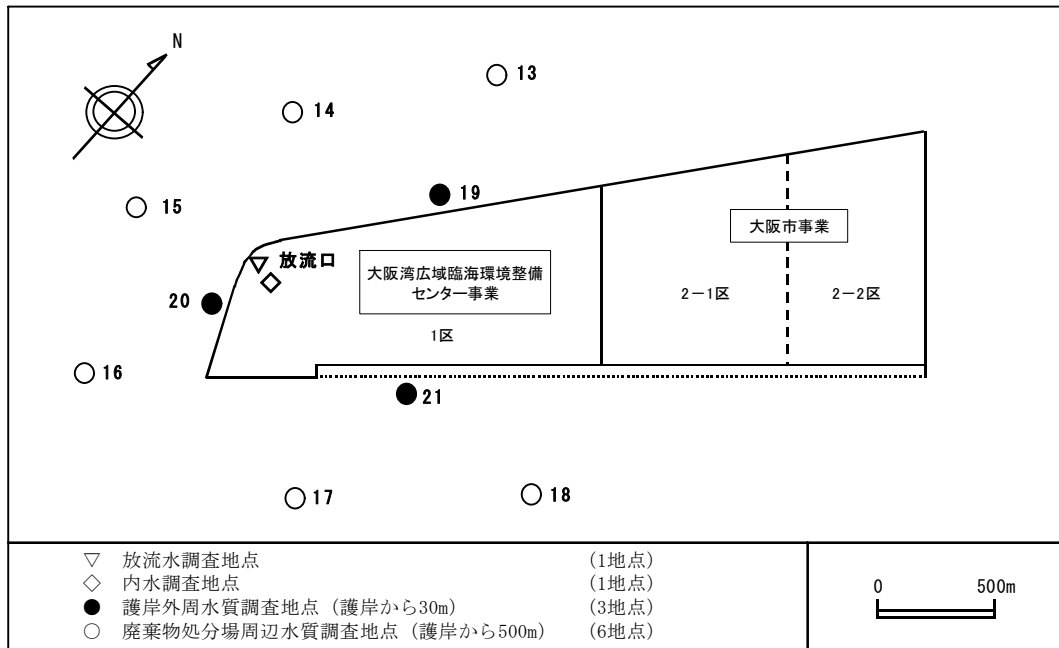 N
13
14
15
19
放流口
大阪湾広域臨海環境整備
センター事業
大阪市事業
20
2-1区
2-2区
1区
16
21
17
18
▽ 放流水調査地点 (1地点)
◇ 内水調査地点 (1地点)
● 護岸外周水質調査地点 (護岸から30m) (3地点)
○ 廃棄物処分場周辺水質調査地点 (護岸から500m) (6地点)
0 500m